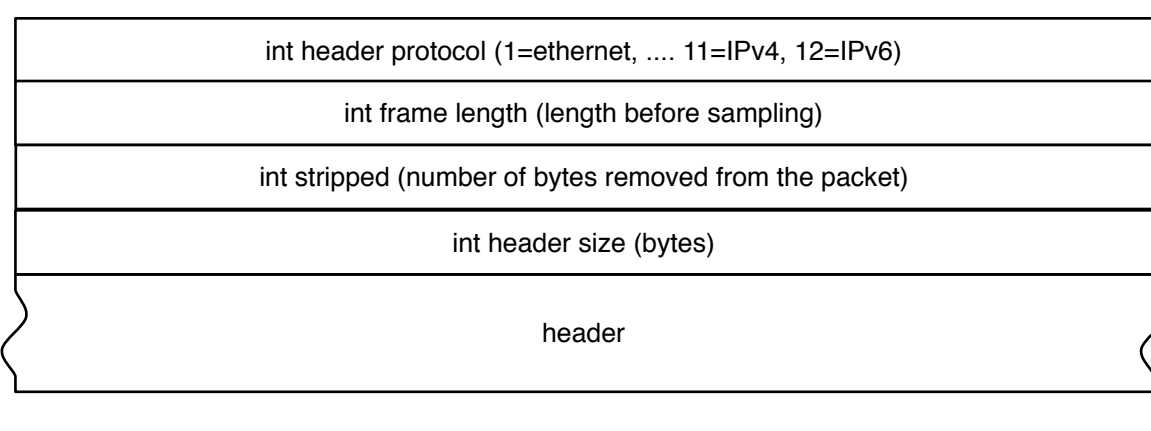 int header protocol (1=ethernet, .... 11=IPv4, 12=IPv6)
int frame length (length before sampling)
int stripped (number of bytes removed from the packet)
int header size (bytes)
header